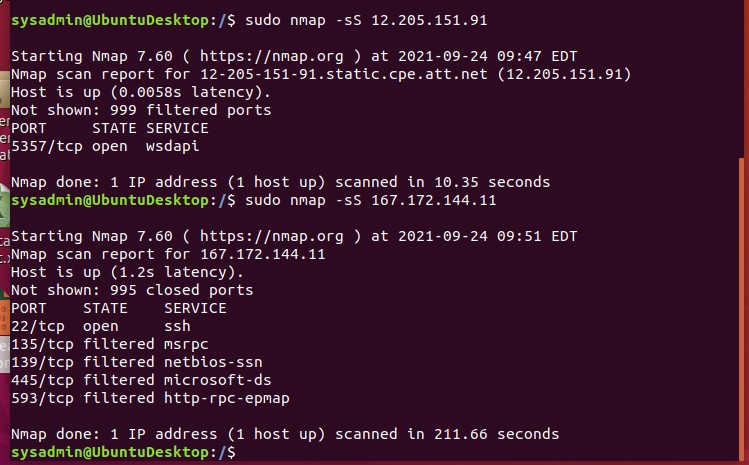 sysadmin@UbuntuDesktop:/$ sudo nmap -sS 12.205.151.91
Starting Nmap 7.60 ( https://nmap.org ) at 2021-09-24 09:47 EDT
Nmap scan report for 12-205-151-91.static.cpe.att.net (12.205.151.91)
Host is up (0.0058s latency).
Not shown: 999 filtered ports
PORT     STATE SERVICE
5357/tcp open  wsdapi
Nmap done: 1 IP address (1 host up) scanned in 10.35 seconds
sysadmin@UbuntuDesktop:/$ sudo nmap -sS 167.172.144.11
Starting Nmap 7.60 ( https://nmap.org ) at 2021-09-24 09:51 EDT
Nmap scan report for 167.172.144.11
Host is up (1.2s latency).
Not shown: 995 closed ports
PORT    STATE    SERVICE
22/tcp  open     ssh
135/tcp filtered msrpc
139/tcp filtered netbios-ssn
445/tcp filtered microsoft-ds
593/tcp filtered http-rpc-epmap
Nmap done: 1 IP address (1 host up) scanned in 211.66 seconds
sysadmin@UbuntuDesktop:/$